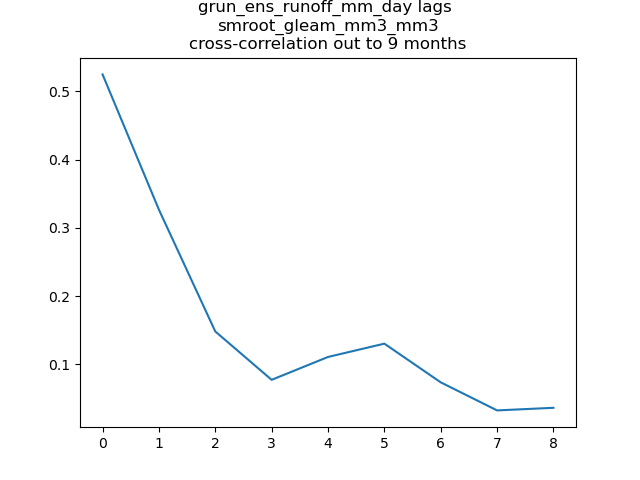 grun_ens_runoff_mm_day lags
smroot_gleam_mm3_mm3
cross-correlation out to 9 months
0.5
0.4
0.3
0.2
0.1
0 1 2 3 4 5 6 7 8